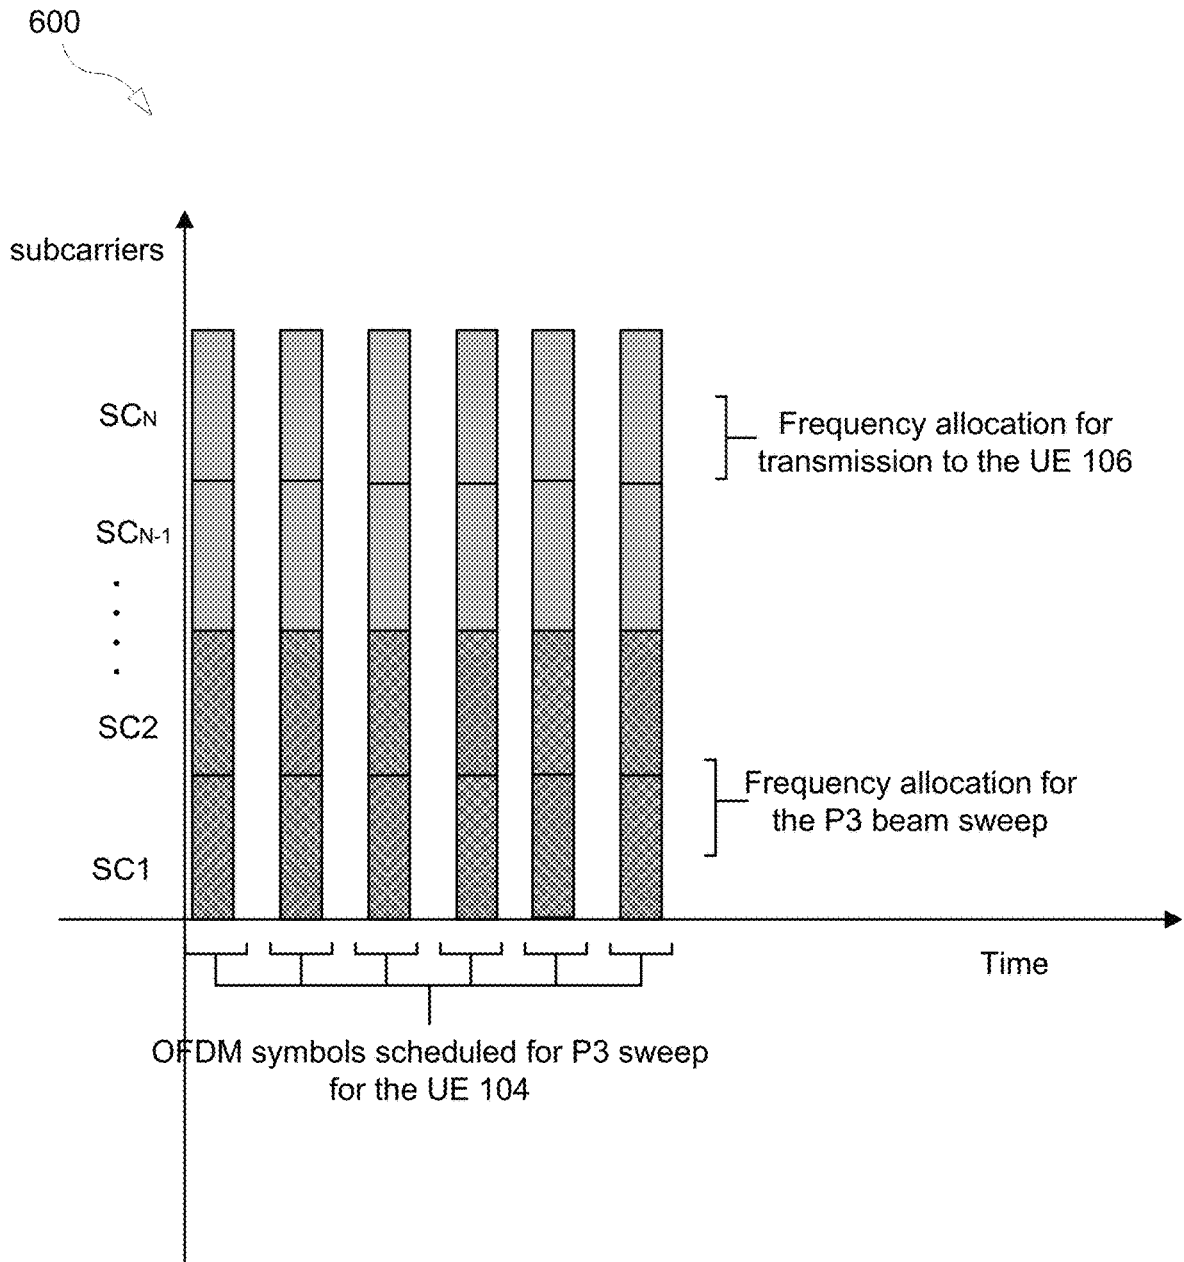 600
subcarriers
SCN
Frequency allocation for
transmission to the UE 106
SCN-1
SC2
Frequency allocation for
the P3 beam sweep
SC1
Time
OFDM symbols scheduled for P3 sweep
for the UE 104